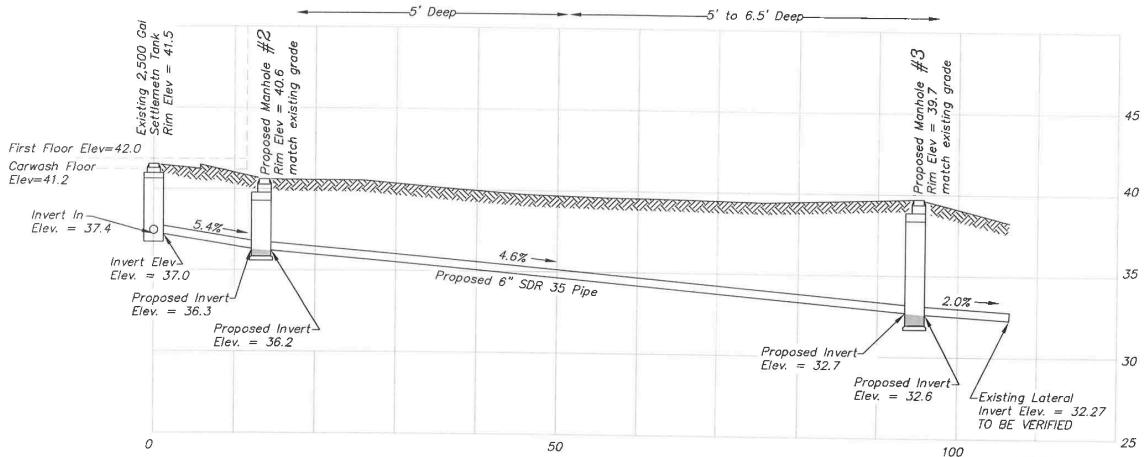 5' Deep
5' to 6.5' Deep
Existing 2,500 Gal
Settlemetn Tank
Rim Elev = 41.5
Proposed Manhole #2
Rim Elev = 40.6
match existing grade
Proposed Manhole #3
Rim Elev = 39.7
match existing grade
First Floor Elev=42.0
Carwash Floor
Elev=41.2
Invert In
Elev. = 37.4
Invert Elev
Elev. = 37.0
Proposed Invert
Elev. = 36.3
Proposed Invert
Elev. = 36.2
5.4%
4.6%
Proposed 6" SDR 35 Pipe
2.0%
Proposed Invert
Elev. = 32.7
Proposed Invert
Elev. = 32.6
Existing Lateral
Invert Elev. = 32.27
TO BE VERIFIED
45
40
35
30
25
0
50
100